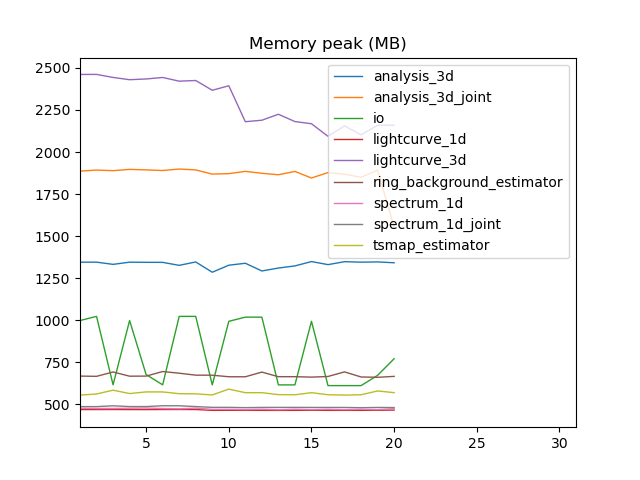 Memory peak (MB)
2500
2250
2000
1750
1500
1250
1000
750
500
analysis_3d
analysis_3d_joint
io
lightcurve_1d
lightcurve_3d
ring_background_estimator
spectrum_1d
spectrum_1d_joint
tsmap_estimator
5 10 15 20 25 30